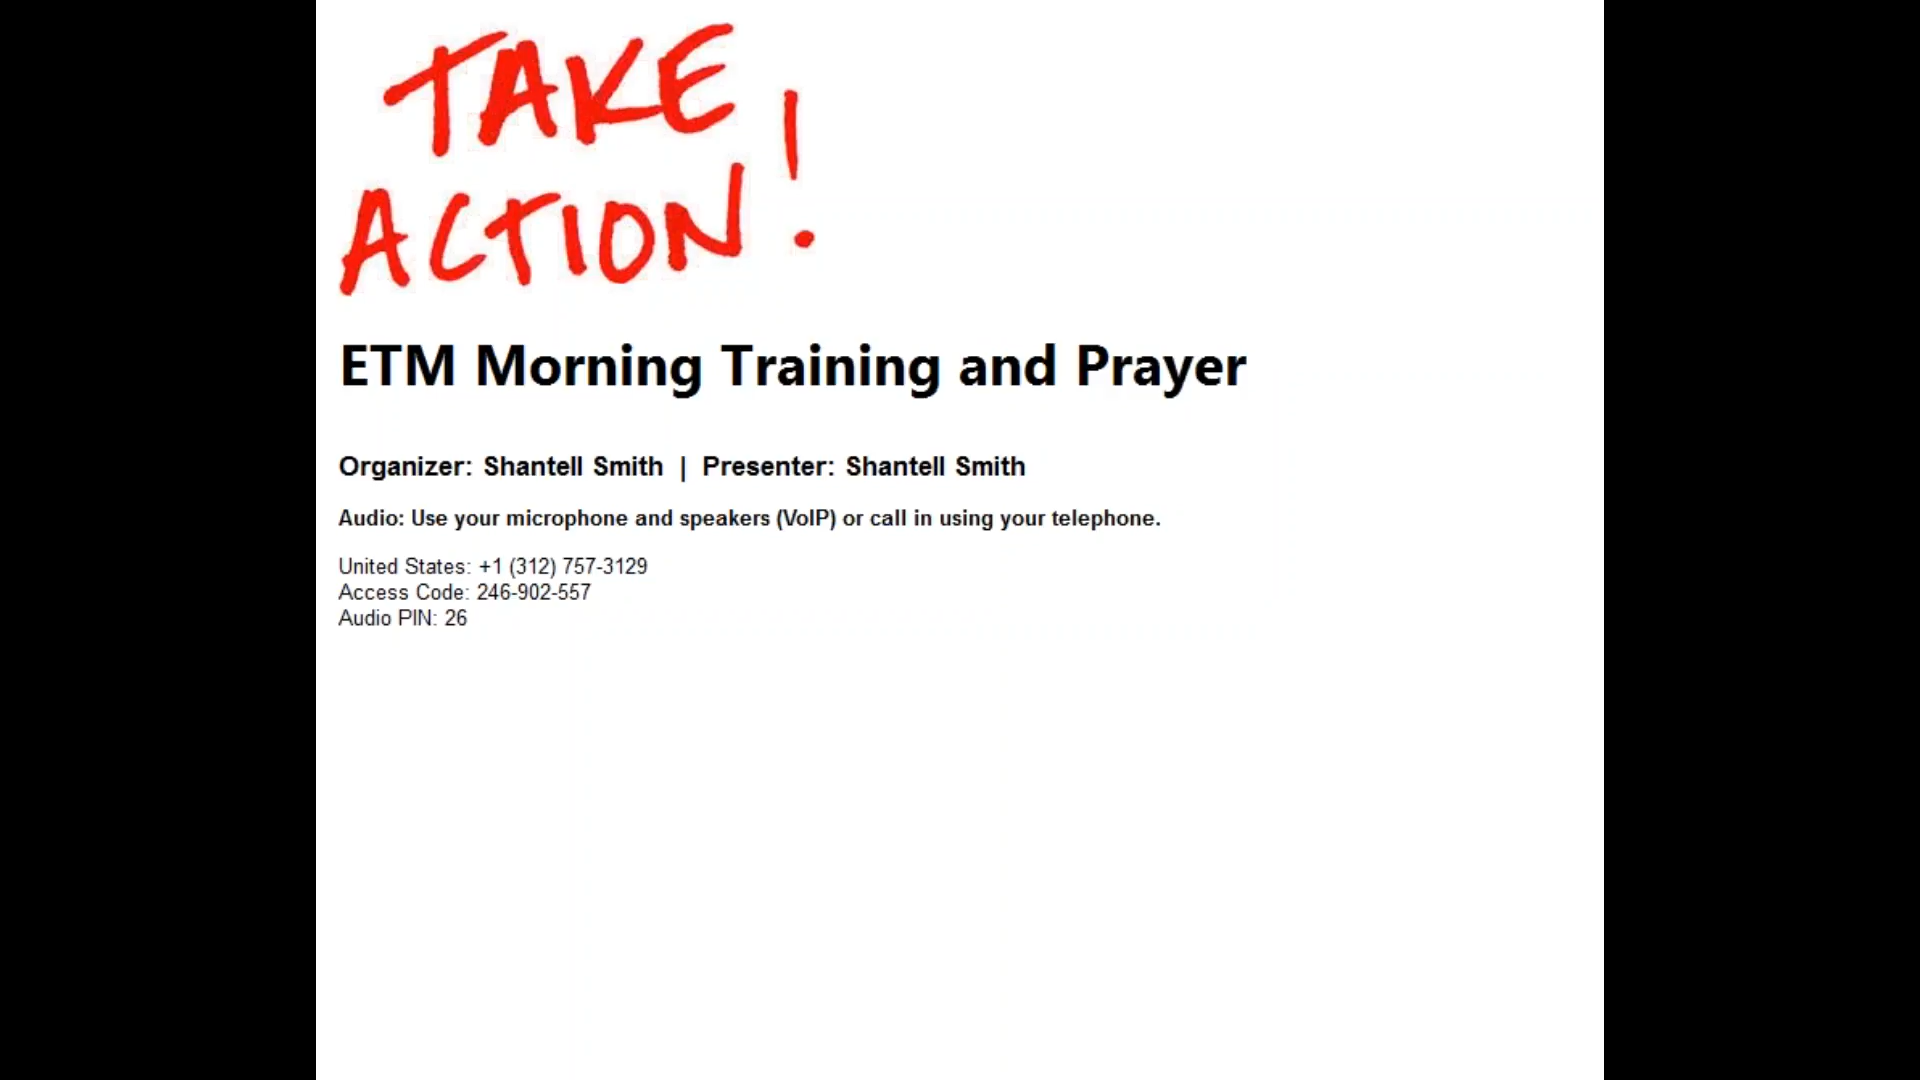 TAKE
ACTION!
ETM Morning Training and Prayer
Organizer: Shantell Smith | Presenter: Shantell Smith
Audio: Use your microphone and speakers (VoIP) or call in using your telephone.
United States: +1 (312) 757-3129
Access Code: 246-902-557
Audio PIN: 26